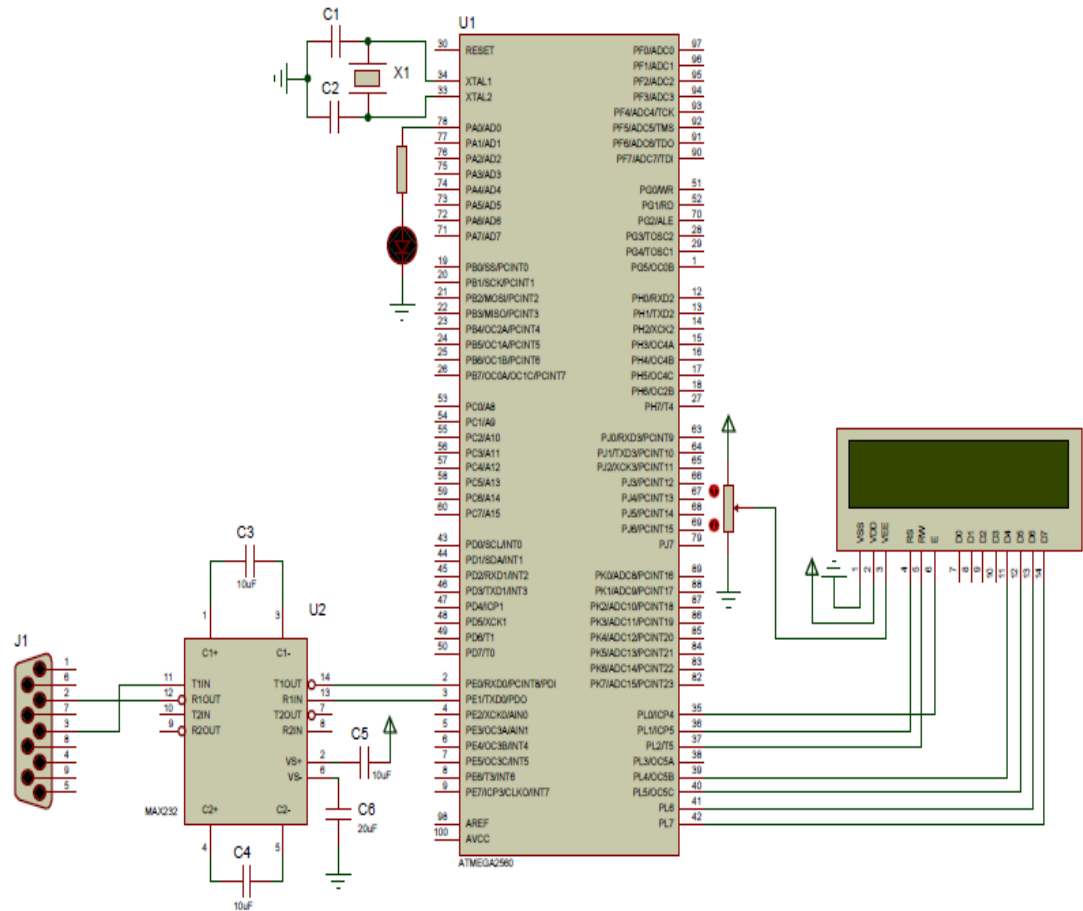 C1
C2
X1
U1
30 RESET
34 XTAL1
33 XTAL2
78 PA0/AD0
77 PA1/AD1
76 PA2/AD2
75 PA3/AD3
74 PA4/AD4
73 PA5/AD5
72 PA6/AD6
71 PA7/AD7
19 PB0/SS/PCINT0
20 PB1/SCK/PCINT1
21 PB2/MOSI/PCINT2
22 PB3/MISO/PCINT3
23 PB4/OC2A/PCINT4
24 PB5/OC1A/PCINT5
25 PB6/OC1B/PCINT6
26 PB7/OC0A/OC1C/PCINT7
53 PC0/A8
54 PC1/A9
55 PC2/A10
56 PC3/A11
57 PC4/A12
58 PC5/A13
59 PC6/A14
60 PC7/A15
43 PD0/SCL/INT0
44 PD1/SDA/INT1
45 PD2/RXD1/INT2
46 PD3/TXD1/INT3
47 PD4/ICP1
48 PD5/XCK1
49 PD6/T1
50 PD7/T0
2 PE0/RXD0/PCINT8/PDI
3 PE1/TXD0/PDO
4 PE2/XCK0/AIN0
5 PE3/OC3A/AIN1
6 PE4/OC3B/INT4
7 PE5/OC3C/INT5
8 PE6/T3/INT6
9 PE7/ICP3/CLKO/INT7
98 AREF
100 AVCC
ATMEGA2560
PF0/ADC0 97
PF1/ADC1 96
PF2/ADC2 95
PF3/ADC3 94
PF4/ADC4/TCK 93
PF5/ADC5/TMS 92
PF6/ADC6/TDO 91
PF7/ADC7/TDI 90
PG0/WR 51
PG1/RD 52
PG2/ALE 70
PG3/TOSC2 28
PG4/TOSC1 29
PG5/OC0B 1
PH0/RXD2 12
PH1/TXD2 13
PH2/XCK2 14
PH3/OC4A 15
PH4/OC4B 16
PH5/OC4C 17
PH6/OC2B 18
PH7/T4 27
PJ0/RXD3/PCINT9 63
PJ1/TXD3/PCINT10 64
PJ2/XCK3/PCINT11 65
PJ3/PCINT12 66
PJ4/PCINT13 67
PJ5/PCINT14 68
PJ6/PCINT15 69
PJ7 79
PK0/ADC8/PCINT16 89
PK1/ADC9/PCINT17 88
PK2/ADC10/PCINT18 87
PK3/ADC11/PCINT19 86
PK4/ADC12/PCINT20 85
PK5/ADC13/PCINT21 84
PK6/ADC14/PCINT22 83
PK7/ADC15/PCINT23 82
PL0/ICP4 35
PL1/ICP5 36
PL2/T5 37
PL3/OC5A 38
PL4/OC5B 39
PL5/OC5C 40
PL6 41
PL7 42
VSS VDD VEE RS RW E D0 D1 D2 D3 D4 D5 D6 D7
1 2 3 4 5 6 7 8 9 10 11 12 13 14
C3
10uF
U2
1 3
C1+ C1-
11 T1IN T1OUT 14
12 R1OUT R1IN 13
10 T2IN T2OUT 7
9 R2OUT R2IN 8
VS+ 2
VS- 6
C2+ C2-
MAX232
4 5
C4
10uF
C5
10uF
C6
20uF
J1
1
6
2
7
3
8
4
9
5